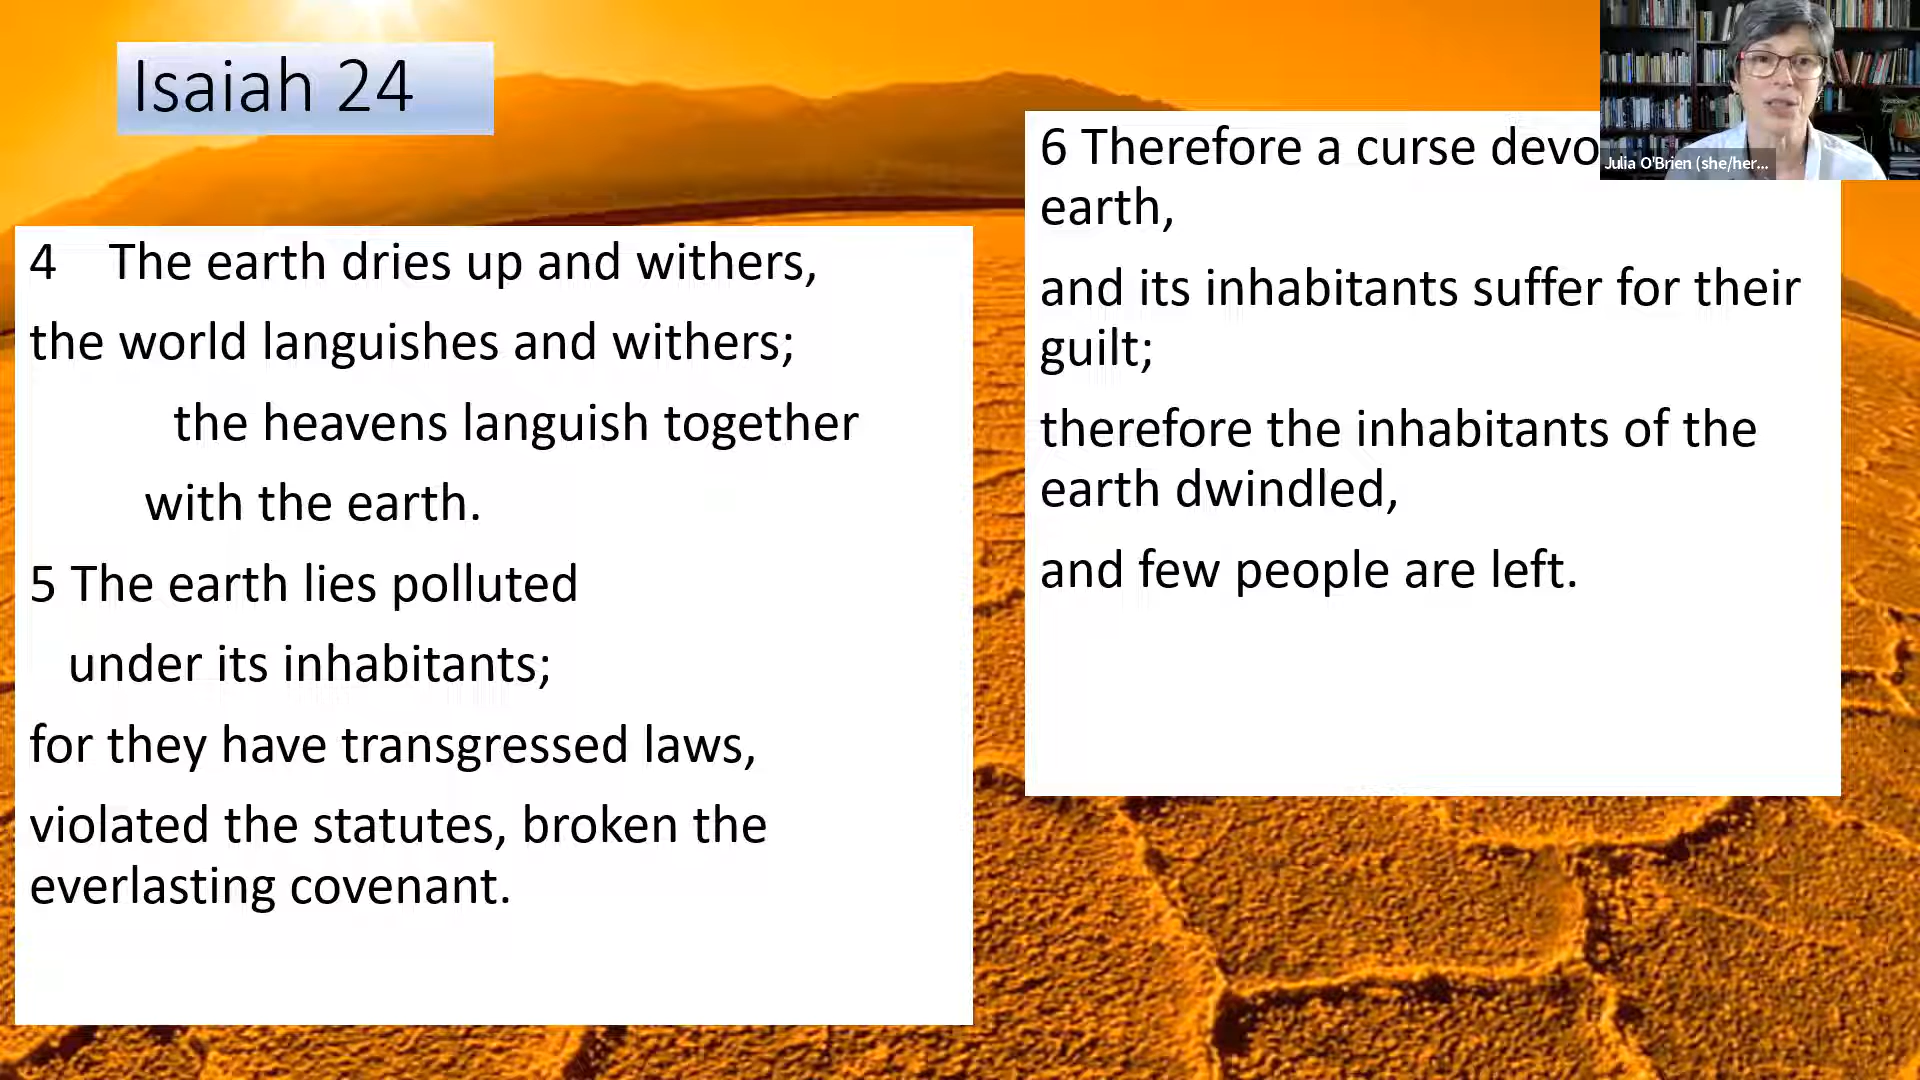 Isaiah 24
4 The earth dries up and withers,
the world languishes and withers;
the heavens languish together
with the earth.
5 The earth lies polluted
under its inhabitants;
for they have transgressed laws,
violated the statutes, broken the
everlasting covenant.
6 Therefore a curse devo
earth,
and its inhabitants suffer for their
guilt;
therefore the inhabitants of the
earth dwindled,
and few people are left.
Julia O'Brien (she/her...